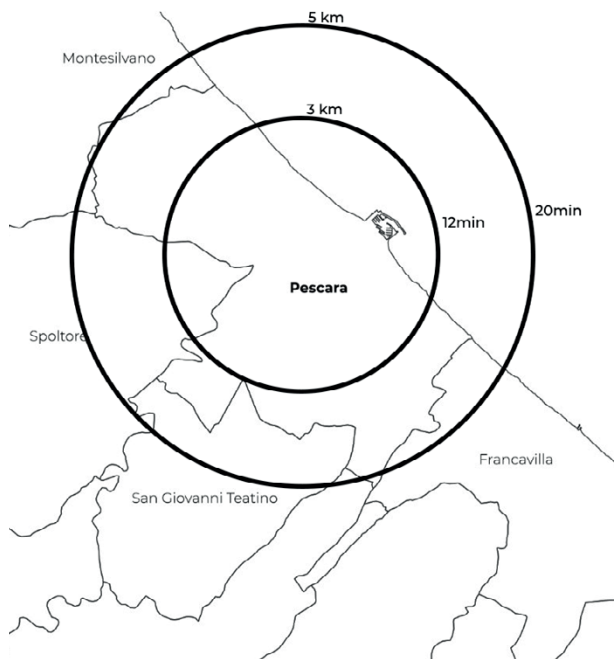 5 km
Montesilvano
3 km
20min
12min
Pescara
Spoltore
Francavilla
San Giovanni Teatino